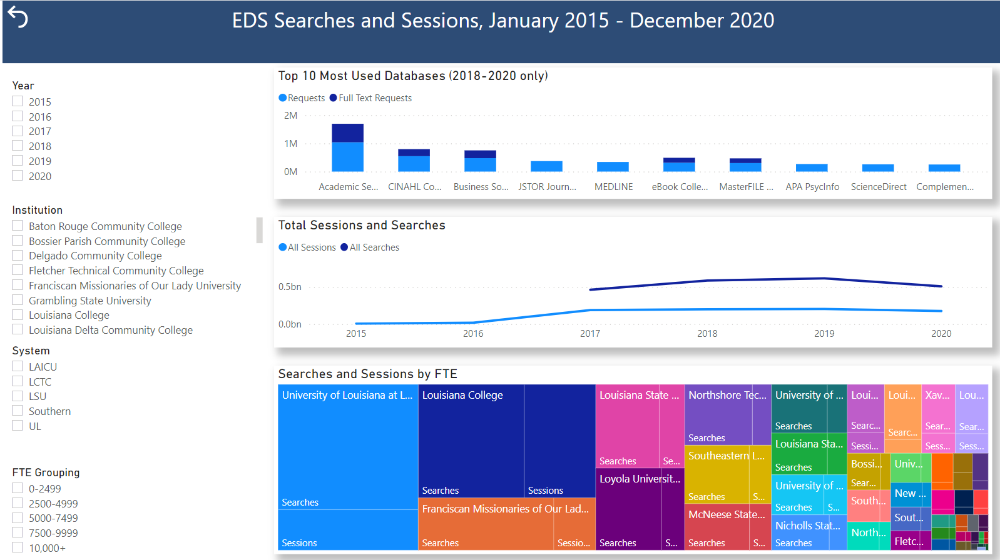 EDS Searches and Sessions, January 2015 - December 2020
Year
2015
2016
2017
2018
2019
2020
Institution
Baton Rouge Community College
Bossier Parish Community College
Delgado Community College
Fletcher Technical Community College
Franciscan Missionaries of Our Lady University
Grambling State University
Louisiana College
Louisiana Delta Community College
System
LAICU
LCTC
LSU
Southern
UL
FTE Grouping
0-2499
2500-4999
5000-7499
7500-9999
10,000+
Top 10 Most Used Databases (2018-2020 only)
Requests Full Text Requests
2M
1M
0M
Academic Se... CINAHL Co... Business So... JSTOR Journ... MEDLINE eBook Colle... MasterFILE ... APA PsycInfo ScienceDirect Complemen...
Total Sessions and Searches
All Sessions All Searches
0.5bn
0.0bn
2015 2016 2017 2018 2019 2020
Searches and Sessions by FTE
University of Louisiana at L...
Searches
Sessions
Louisiana College
Searches Sessions
Franciscan Missionaries of Our Lad...
Searches Sessio...
Louisiana State ...
Searches Se...
Loyola Universit...
Searches S...
Northshore Tec...
Searches
Southeastern L...
Searches S...
McNeese State...
Searches S...
University of ...
Searches
Louisiana Sta...
Searches
University of ...
Searches S...
Nicholls Stat...
Searches
Loui...
Searc...
Sessi...
Loui...
Searc...
Xav...
Sear...
Sess...
Lou...
Sear...
Sess...
Bossi...
Sear...
South...
North...
Univ...
New ...
Sout...
Fletc...